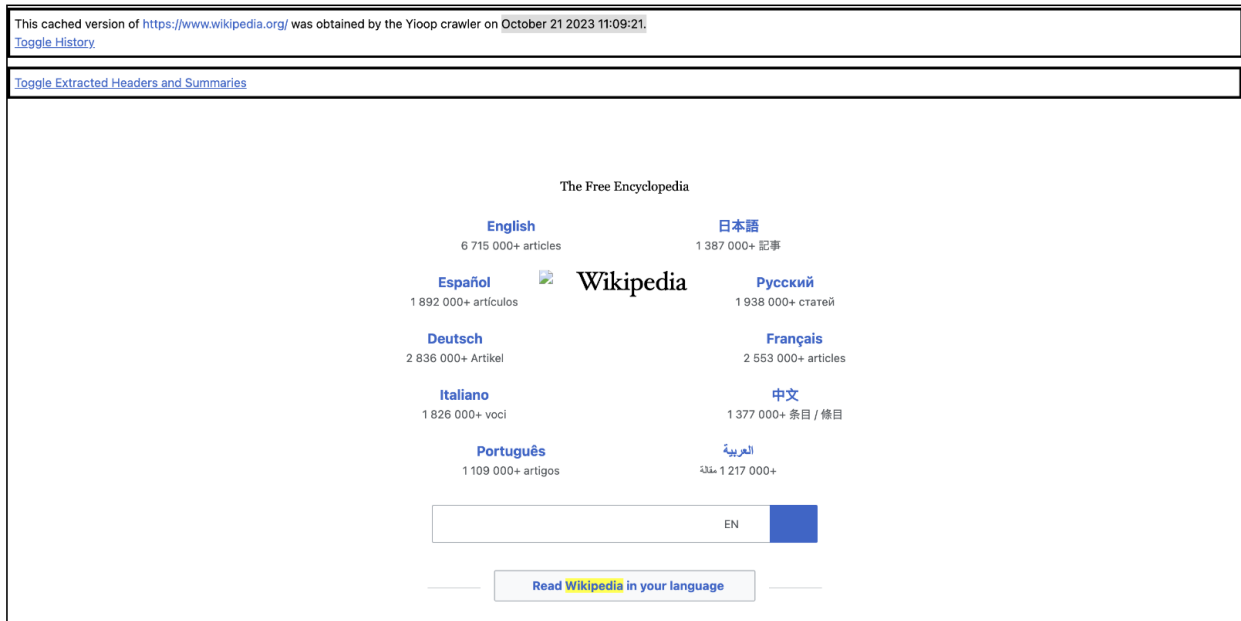 This cached version of https://www.wikipedia.org/ was obtained by the Yioop crawler on October 21 2023 11:09:21.
Toggle History
Toggle Extracted Headers and Summaries
The Free Encyclopedia
English
6 715 000+ articles
日本語
1 387 000+ 記事
Español
1 892 000+ artículos
Wikipedia
Русский
1 938 000+ статей
Deutsch
2 836 000+ Artikel
Français
2 553 000+ articles
Italiano
1 826 000+ voci
中文
1 377 000+ 条目 / 條目
Português
1 109 000+ artigos
العربية
1 217 000+ مقالة
EN
Read Wikipedia in your language